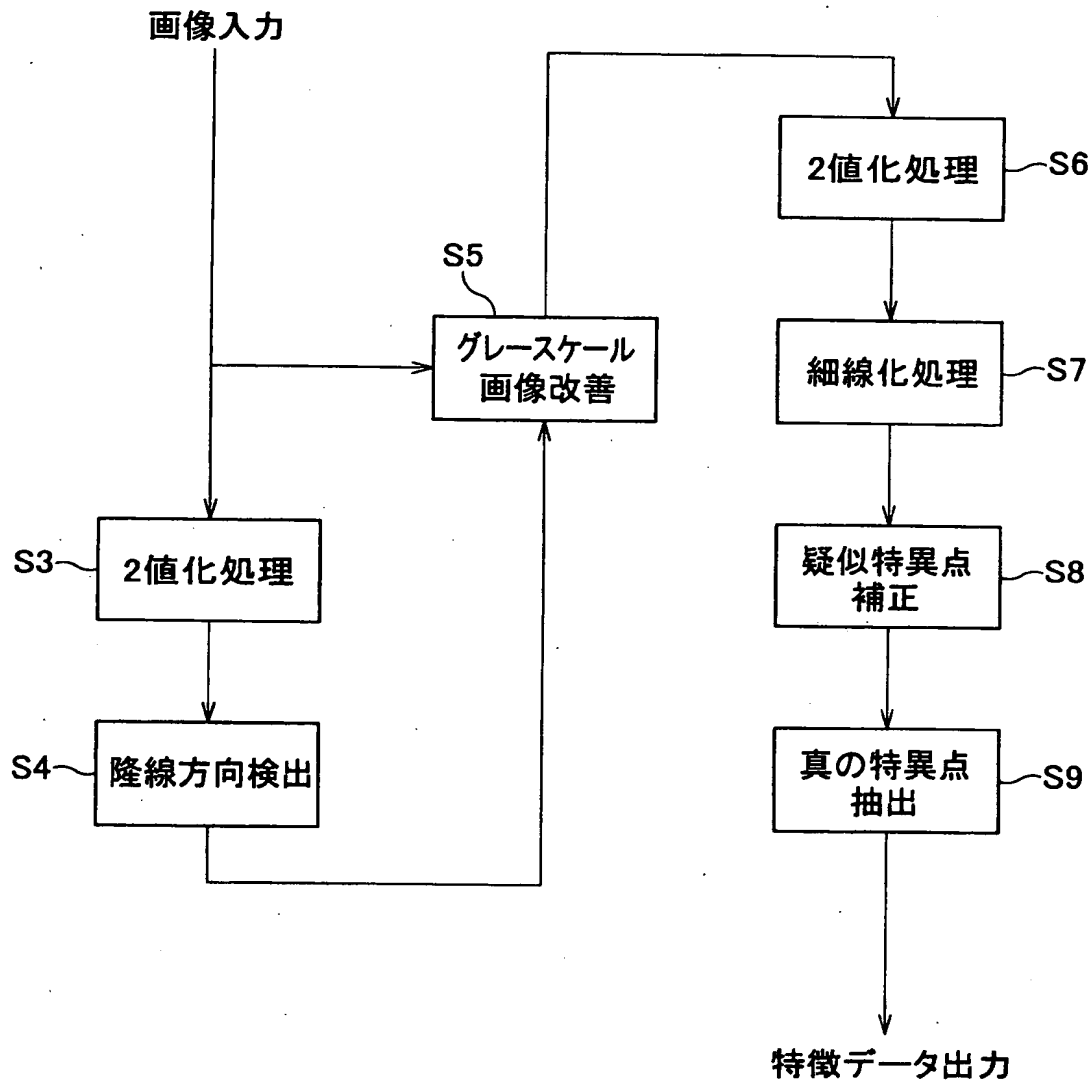 画像入力
S3
2値化処理
S4
隆線方向検出
S5
グレースケール
画像改善
2値化処理
S6
細線化処理
S7
疑似特異点
補正
S8
真の特異点
抽出
S9
特徴データ出力